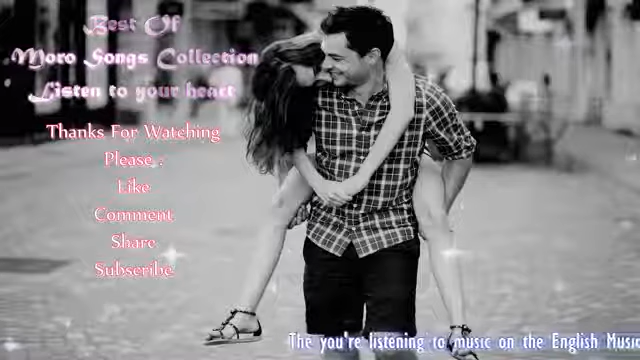 Best Of
Moro Songs Collection
Listen to your heart
Thanks For Watching
Please :
Like
Comment
Share
Subscribe
The you're listening to music on the English Music